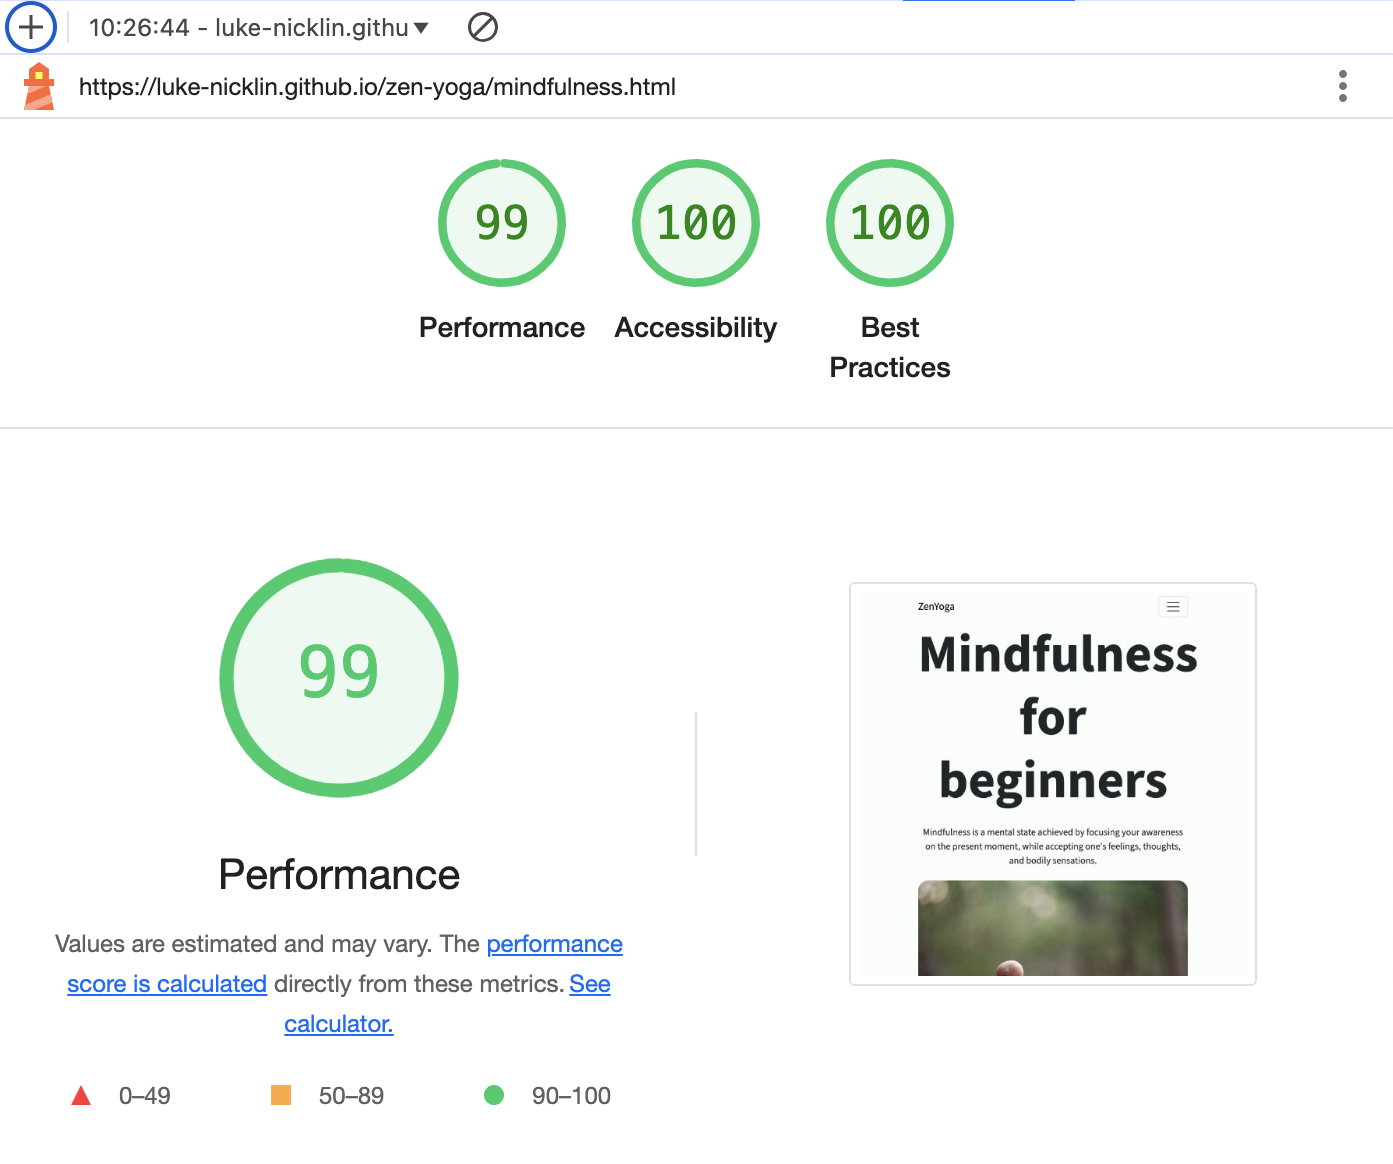 10:26:44 - luke-nicklin.githu
https://luke-nicklin.github.io/zen-yoga/mindfulness.html
99
100
100
Performance
Accessibility
Best
Practices
99
Performance
Values are estimated and may vary. The performance
score is calculated directly from these metrics. See
calculator.
0–49
50–89
90–100
ZenYoga
Mindfulness
for
beginners
Mindfulness is a mental state achieved by focusing your awareness
on the present moment, while accepting one's feelings, thoughts,
and bodily sensations.